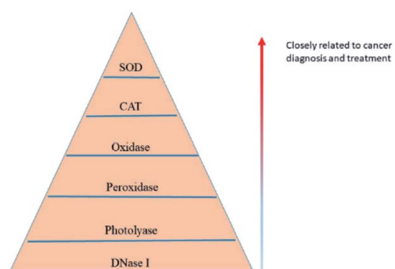 SOD
CAT
Oxidase
Peroxidase
Photolyase
DNase I
Closely related to cancer
diagnosis and treatment